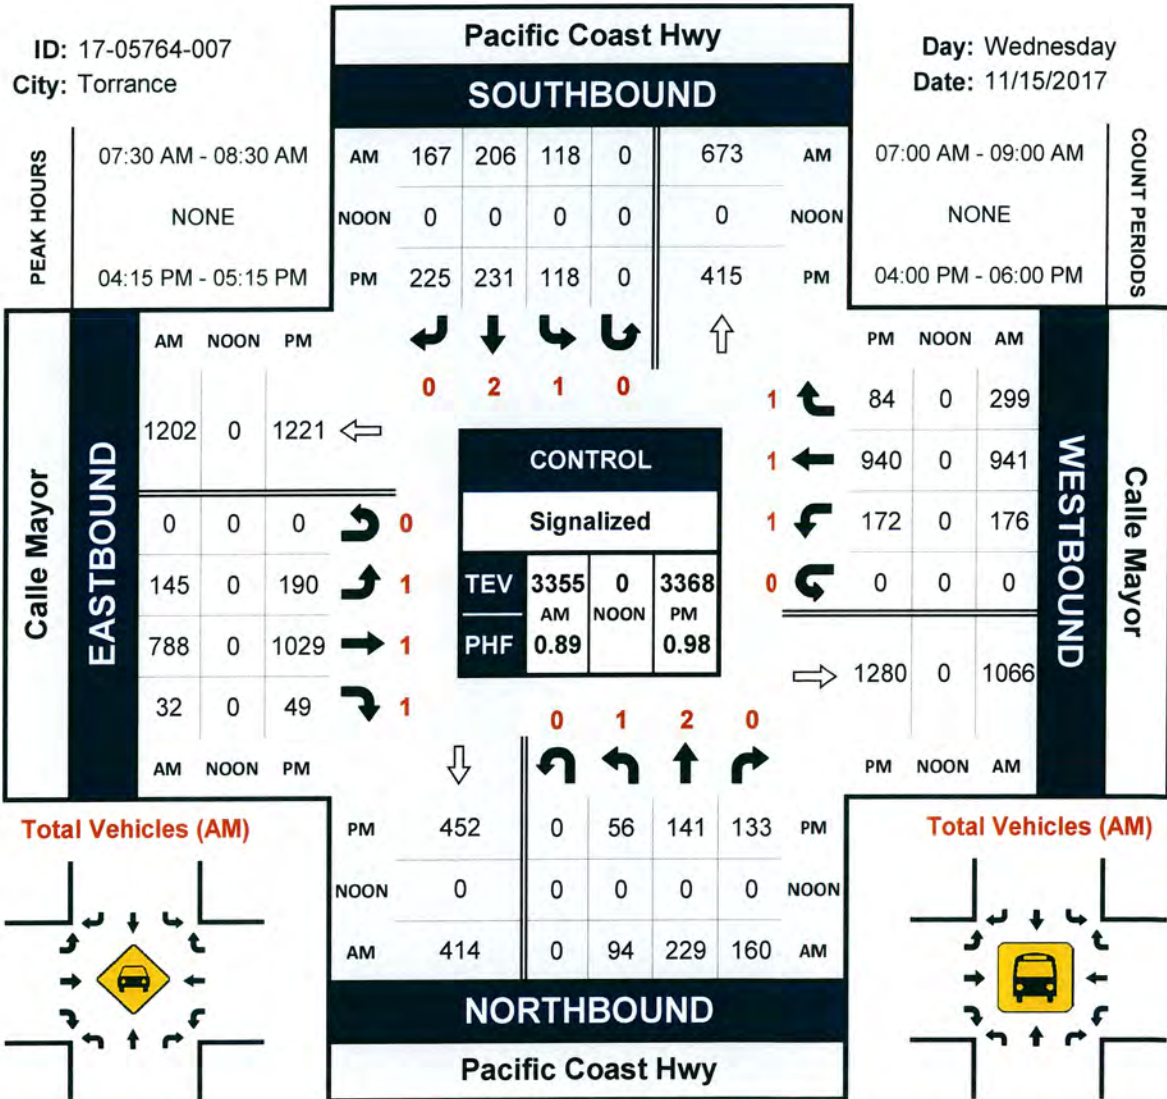 ID: 17-05764-007
City: Torrance
Pacific Coast Hwy
SOUTHBOUND
Day: Wednesday
Date: 11/15/2017
PEAK HOURS
07:30 AM - 08:30 AM
NONE
04:15 PM - 05:15 PM
AM 167 206 118 0 673 AM
NOON 0 0 0 0 0 NOON
PM 225 231 118 0 415 PM
0 2 1 0
07:00 AM - 09:00 AM
NONE
04:00 PM - 06:00 PM
COUNT PERIODS
Calle Mayor
EASTBOUND
AM NOON PM
1202 0 1221
0 0 0 0
145 0 190 1
788 0 1029 1
32 0 49 1
AM NOON PM
CONTROL
Signalized
TEV 3355 0 3368
AM NOON PM
PHF 0.89 0.98
PM NOON AM
1 84 0 299
1 940 0 941
1 172 0 176
0 0 0 0
1280 0 1066
PM NOON AM
WESTBOUND
Calle Mayor
0 1 2 0
PM 452 0 56 141 133 PM
NOON 0 0 0 0 0 NOON
AM 414 0 94 229 160 AM
NORTHBOUND
Pacific Coast Hwy
Total Vehicles (AM)
Total Vehicles (AM)